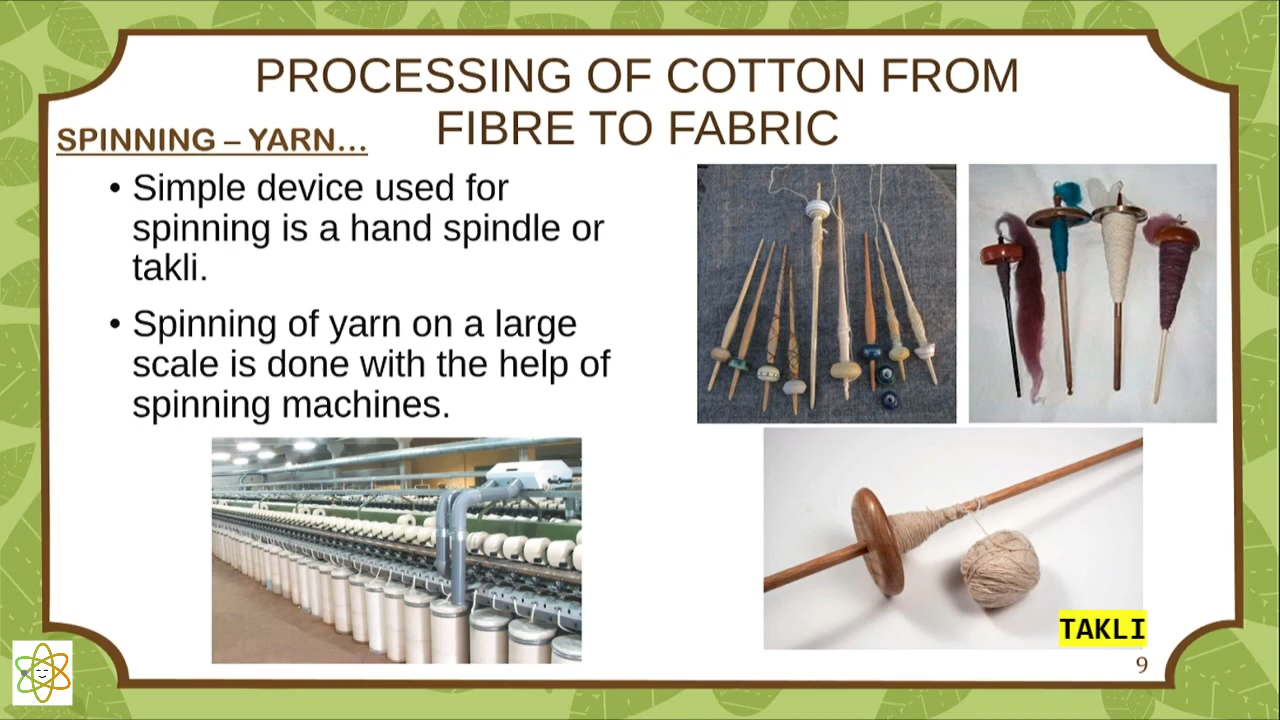 PROCESSING OF COTTON FROM
FIBRE TO FABRIC
SPINNING – YARN...
• Simple device used for
spinning is a hand spindle or
takli.
• Spinning of yarn on a large
scale is done with the help of
spinning machines.
TAKLI
9